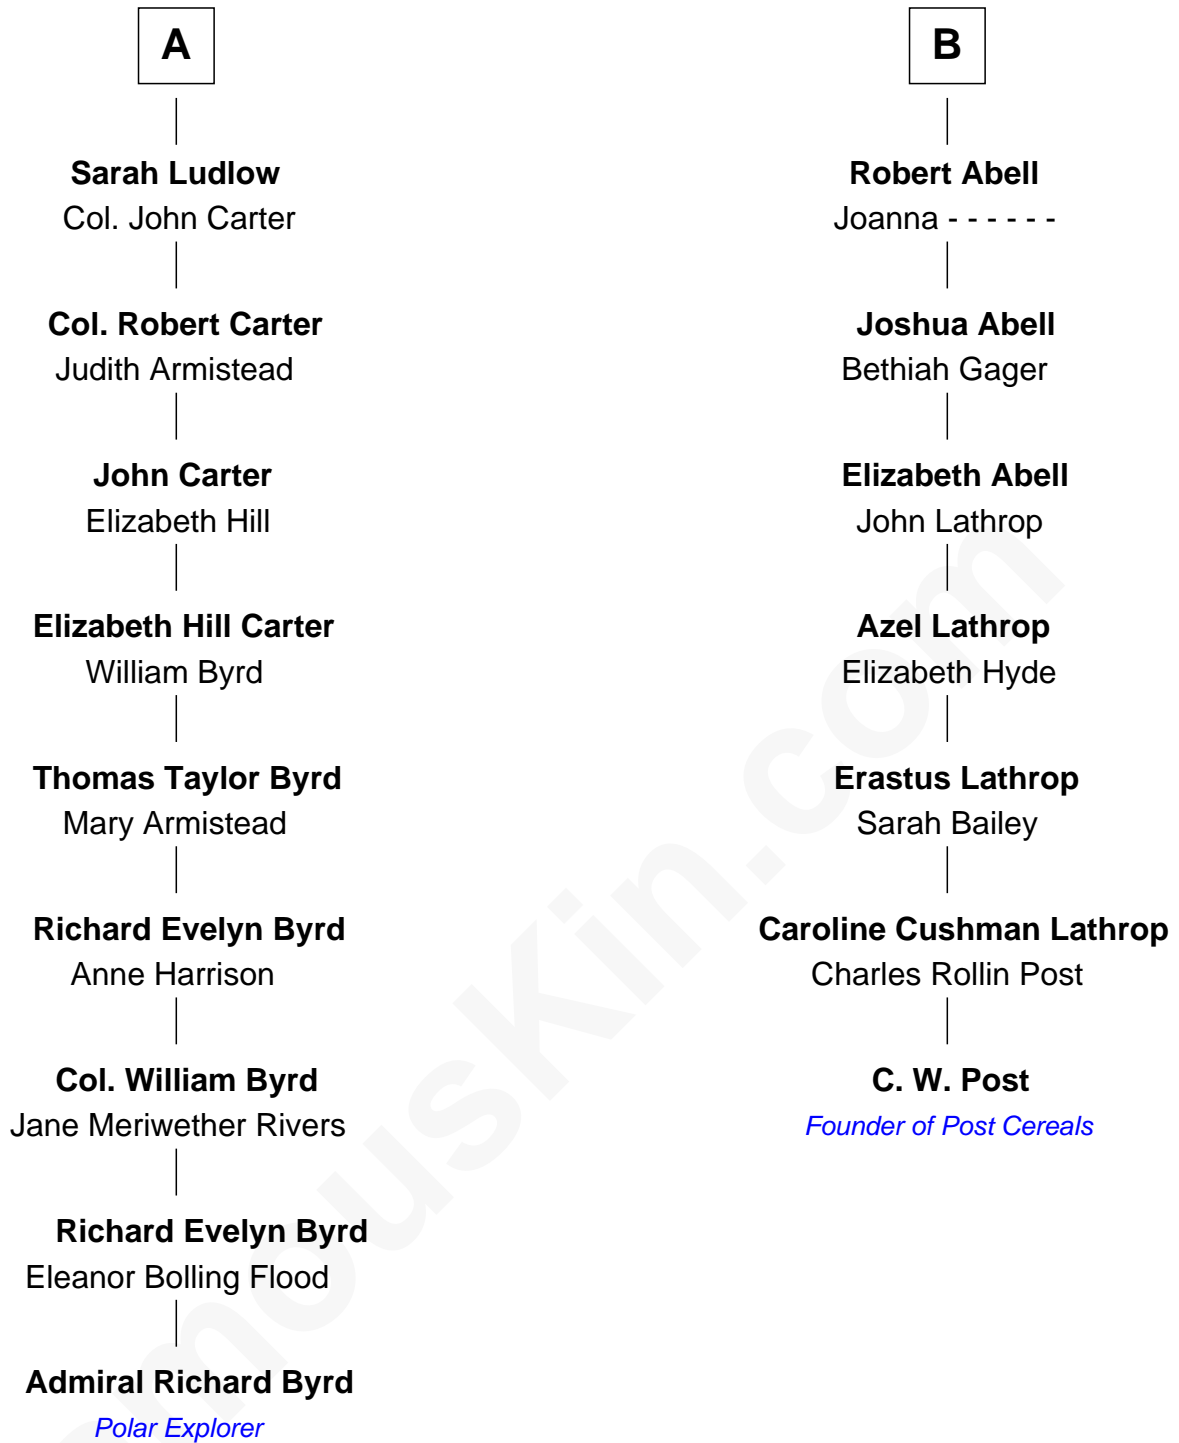 A
Sarah Ludlow
Col. John Carter
Col. Robert Carter
Judith Armistead
John Carter
Elizabeth Hill
Elizabeth Hill Carter
William Byrd
Thomas Taylor Byrd
Mary Armistead
Richard Evelyn Byrd
Anne Harrison
Col. William Byrd
Jane Meriwether Rivers
Richard Evelyn Byrd
Eleanor Bolling Flood
Admiral Richard Byrd
Polar Explorer
B
Robert Abell
Joanna - - - - - -
Joshua Abell
Bethiah Gager
Elizabeth Abell
John Lathrop
Azel Lathrop
Elizabeth Hyde
Erastus Lathrop
Sarah Bailey
Caroline Cushman Lathrop
Charles Rollin Post
C. W. Post
Founder of Post Cereals
mouskin.com